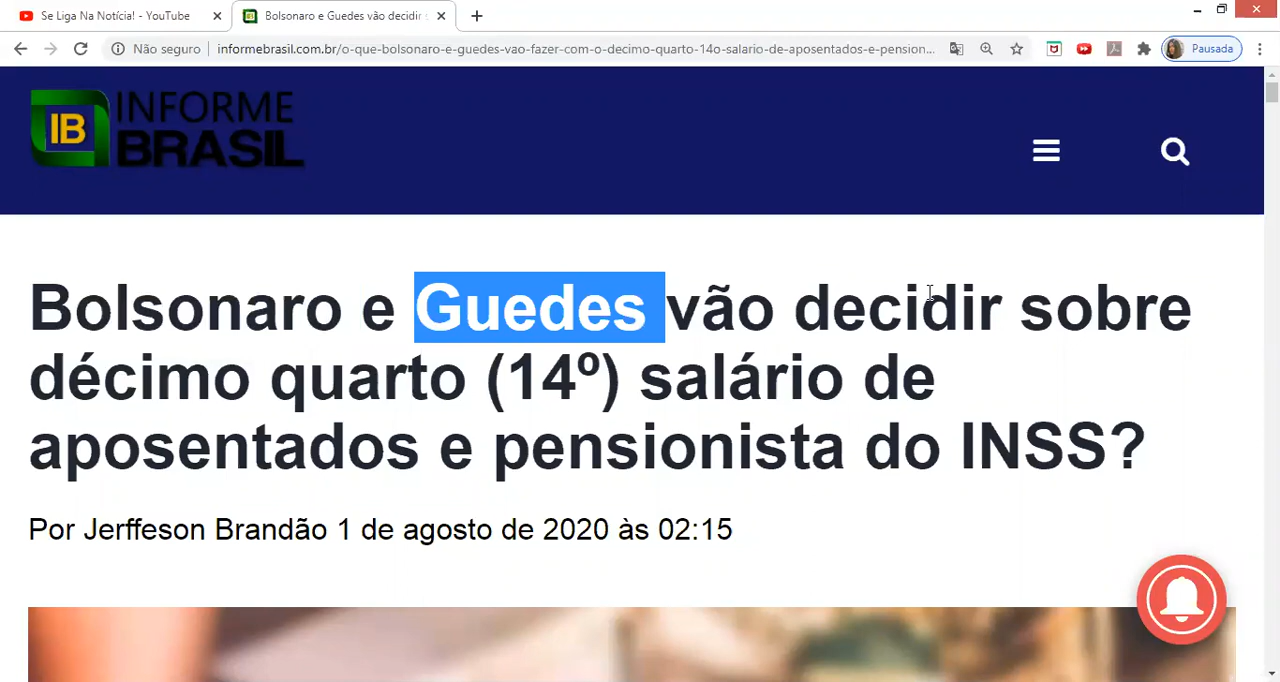 Se Liga Na Notícia! - YouTube
Bolsonaro e Guedes vão decidir s
Não seguro
informebrasil.com.br/o-que-bolsonaro-e-guedes-vao-fazer-com-o-decimo-quarto-14o-salario-de-aposentados-e-pension...
Pausada
IB
INFORME
BRASIL
Bolsonaro e Guedes vão decidir sobre
décimo quarto (14º) salário de
aposentados e pensionista do INSS?
Por Jerffeson Brandão 1 de agosto de 2020 às 02:15